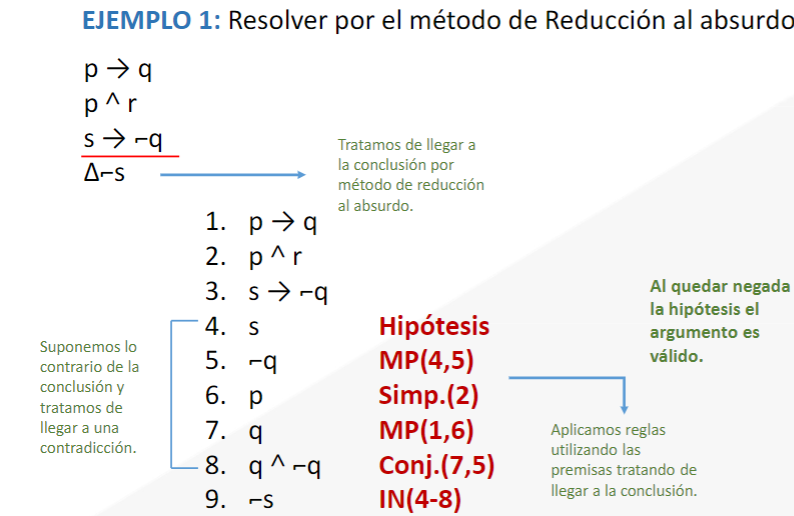 EJEMPLO 1: Resolver por el método de Reducción al absurdo
p → q
p ^ r
s → ¬q
Δ¬s
Tratamos de llegar a
la conclusión por
método de reducción
al absurdo.
1. p → q
2. p ^ r
3. s → ¬q
4. s Hipótesis
5. ¬q MP(4,5)
6. p Simp.(2)
7. q MP(1,6)
8. q ^ ¬q Conj.(7,5)
9. ¬s IN(4-8)
Suponemos lo
contrario de la
conclusión y
tratamos de
llegar a una
contradicción.
Al quedar negada
la hipótesis el
argumento es
válido.
Aplicamos reglas
utilizando las
premisas tratando de
llegar a la conclusión.